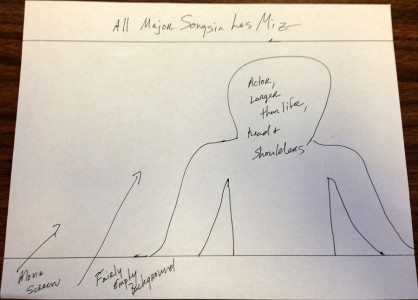 All Major Songs in Les Miz
Actor,
Larger
than life,
head +
shoulders
Movie
Screen
Fairly
Empty
Background